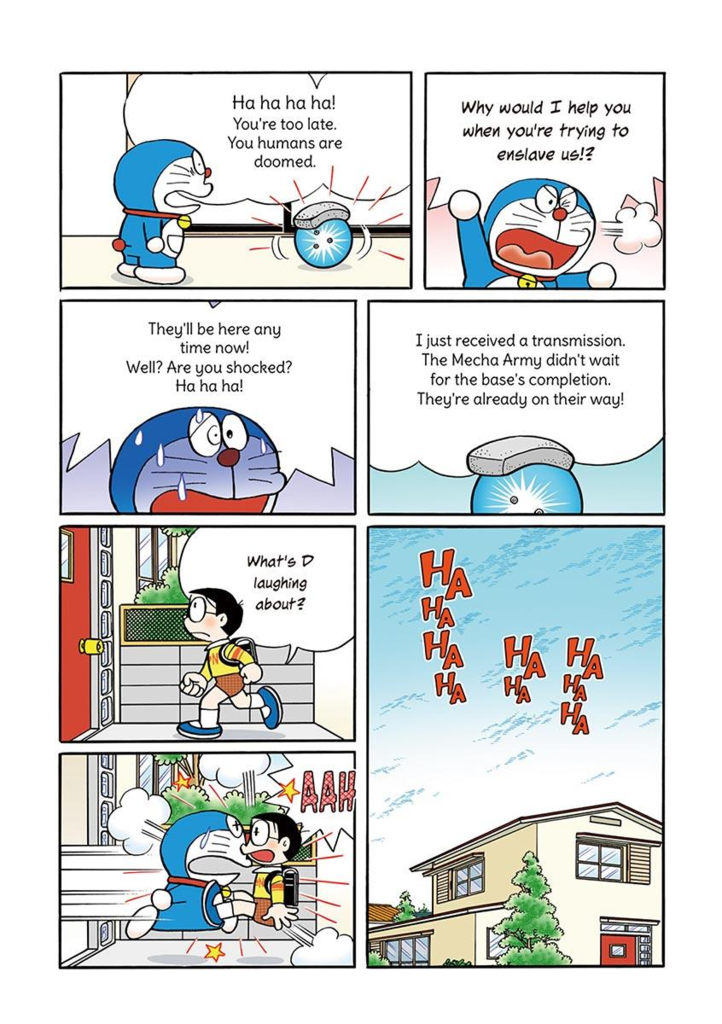 Why would I help you
when you're trying to
enslave us!?
Ha ha ha ha!
You're too late.
You humans are
doomed.
I just received a transmission.
The Mecha Army didn't wait
for the base's completion.
They're already on their way!
They'll be here any
time now!
Well? Are you shocked?
Ha ha ha!
HA
HA
HA
HA
HA
HA
HA
HA
HA
What's D
laughing
about?
AAH